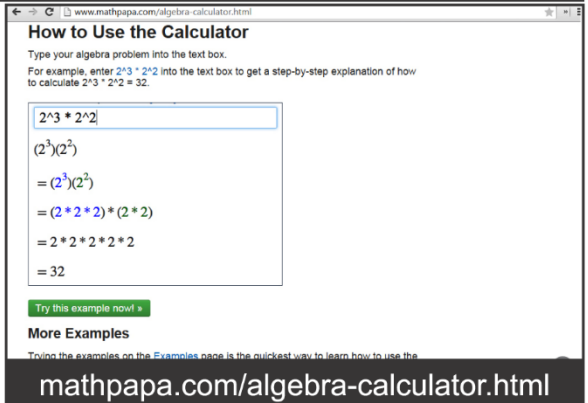 www.mathpapa.com/algebra-calculator.html
How to Use the Calculator
Type your algebra problem into the text box.
For example, enter 2^3 * 2^2 into the text box to get a step-by-step explanation of how
to calculate 2^3 * 2^2 = 32.
2^3 * 2^2
(2³)(2²)
= (2³)(2²)
= (2 * 2 * 2) * (2 * 2)
= 2 * 2 * 2 * 2 * 2
= 32
Try this example now! »
More Examples
Trying the examples on the Examples page is the quickest way to learn how to use the
mathpapa.com/algebra-calculator.html